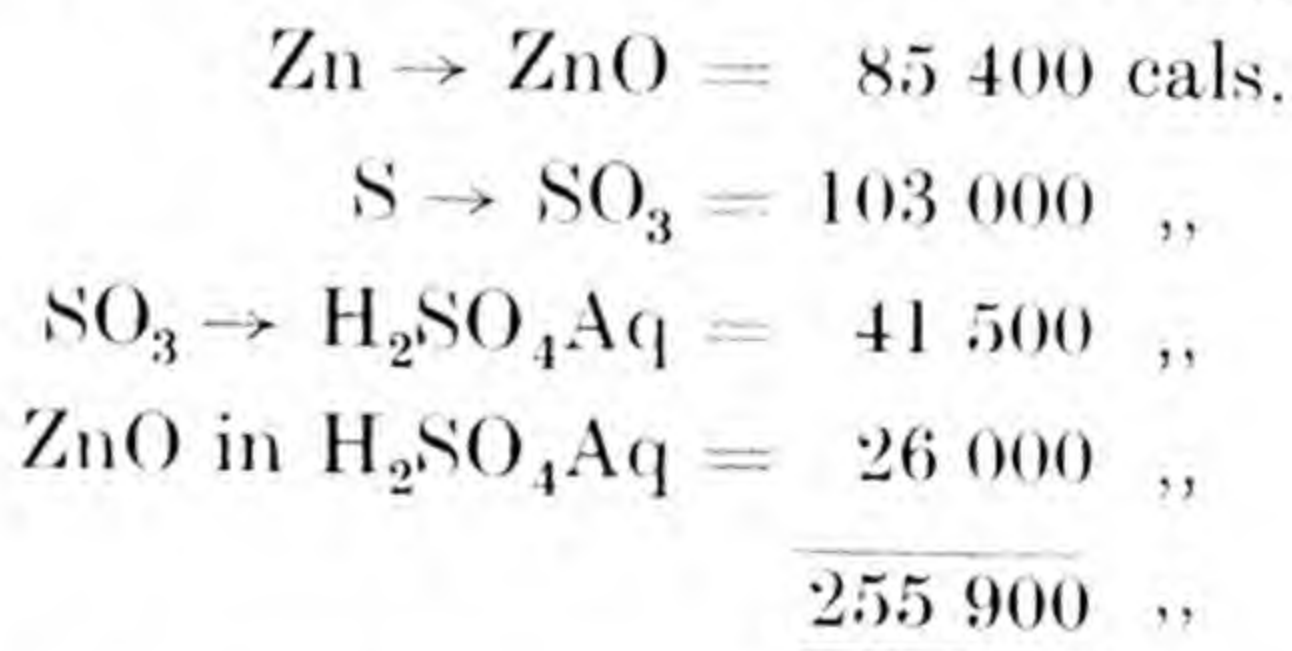 Zn → ZnO = 85 400 cals.
S → SO₃ = 103 000 ,,
SO₃ → H₂SO₄Aq = 41 500 ,,
ZnO in H₂SO₄Aq = 26 000 ,,
255 900 ,,